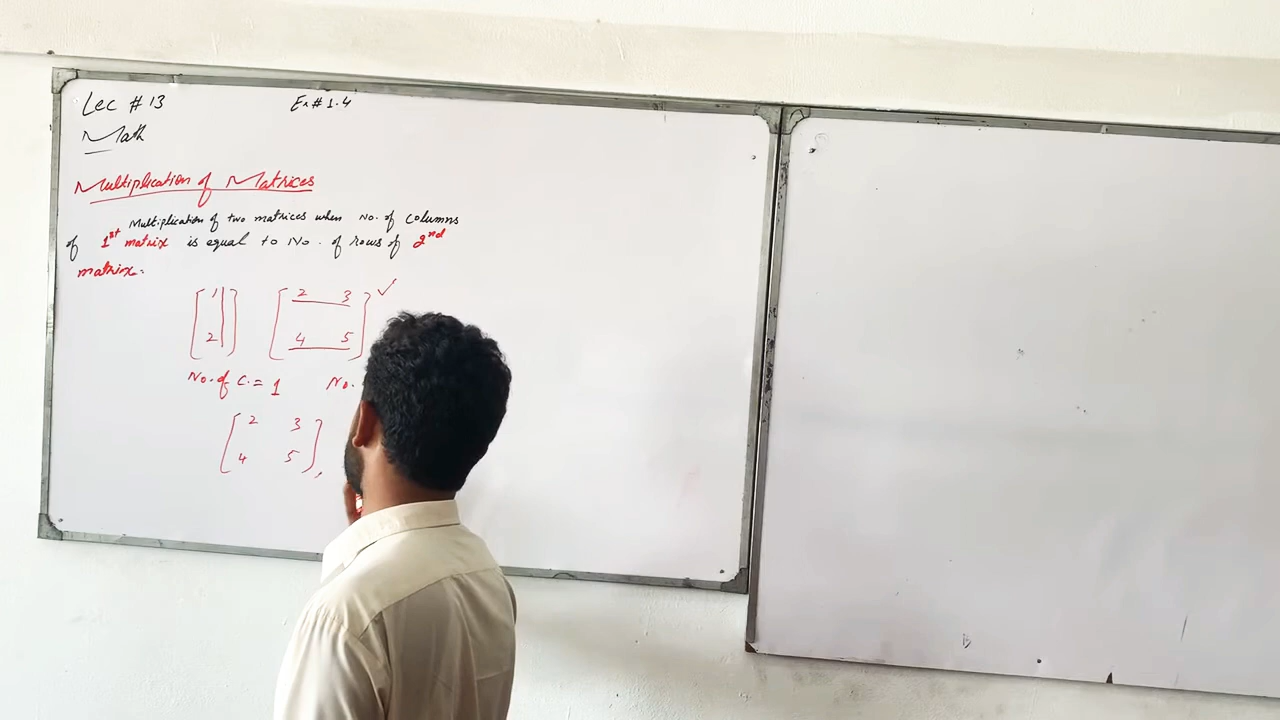 Lec # 13 Ex# 1.4
Math
Multiplication of Matrices
Multiplication of two matrices when No. of columns
of 1st matrix is equal to No. of rows of 2nd
matrix.
1 2 3 ✓
2 4 5
No. of C. = 1 No.
2 3
4 5 ,